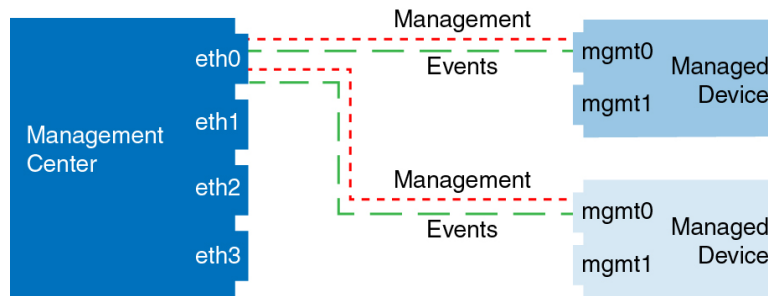 Management
Events
eth0
eth1
Management
Center
eth2
eth3
mgmt0
Managed
Device
mgmt1
Management
Events
mgmt0
Managed
Device
mgmt1